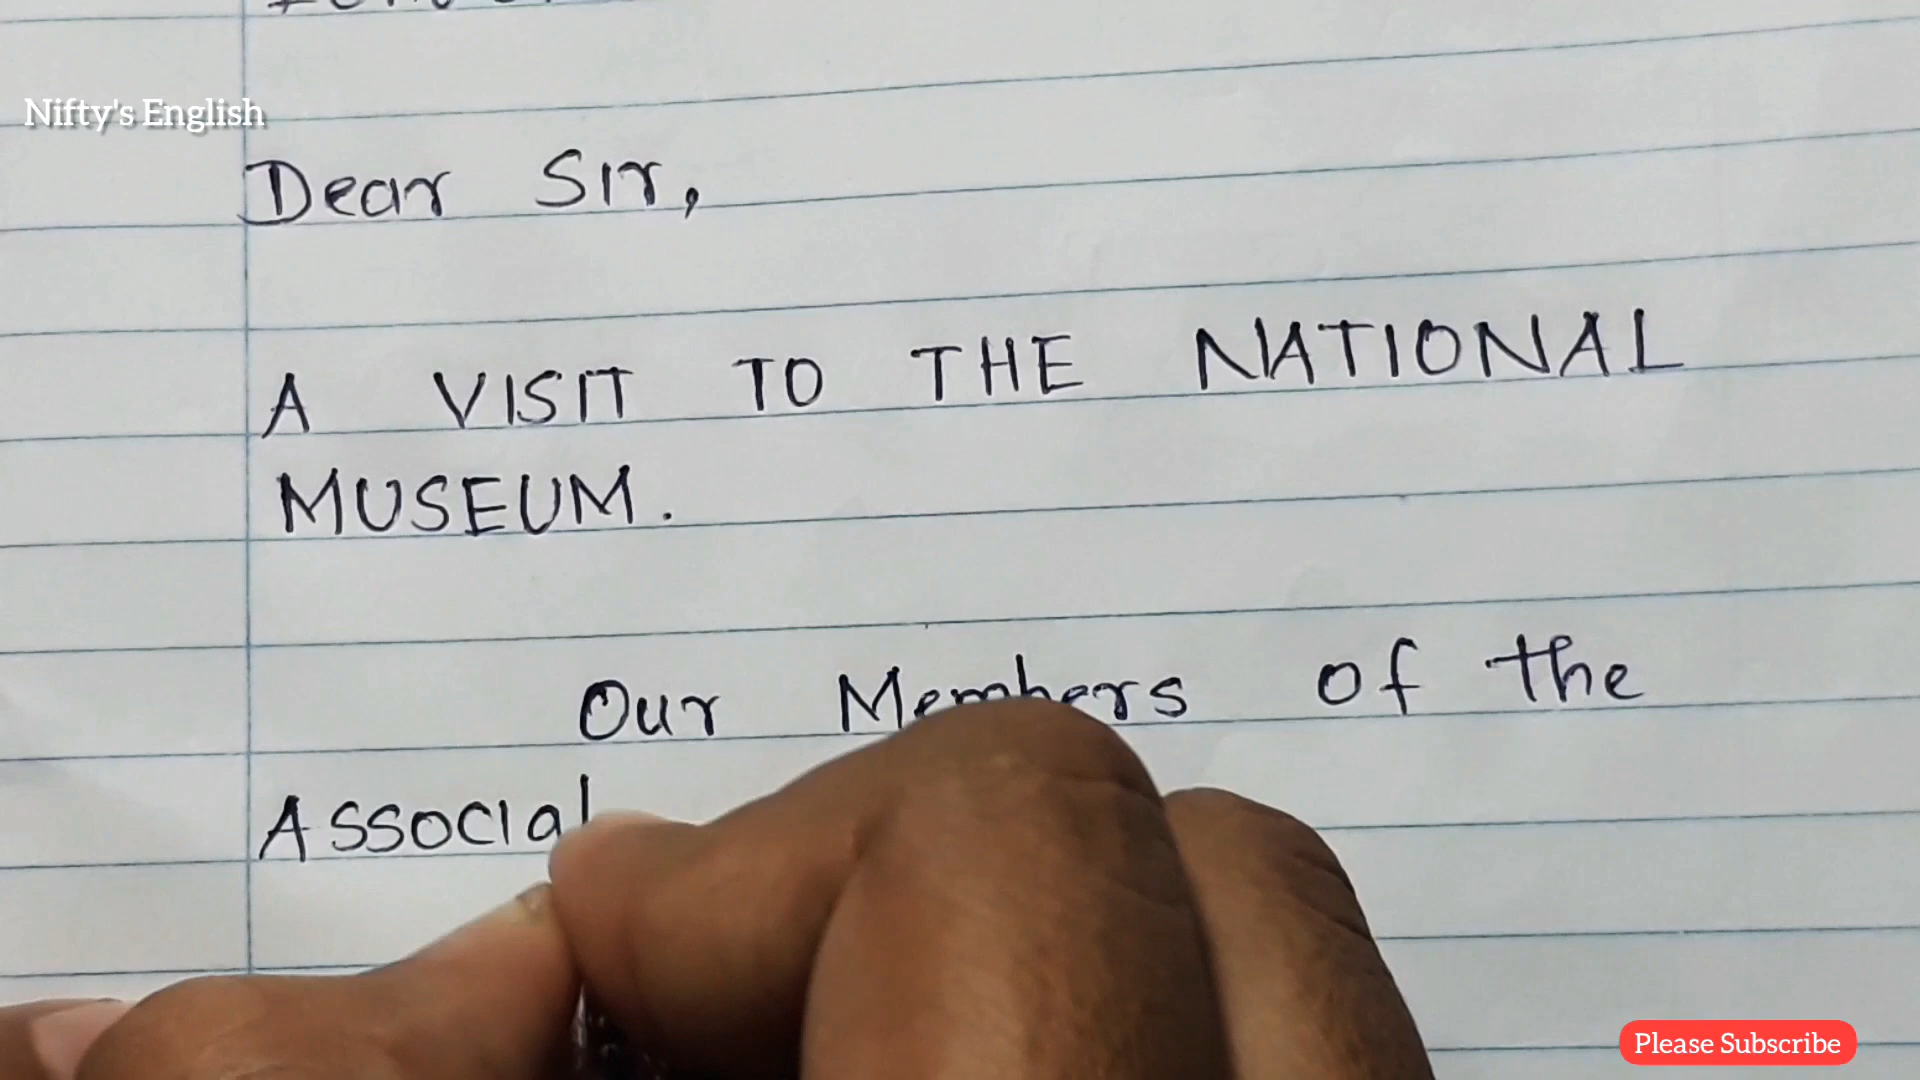 Nifty's English
Dear Sir,
A VISIT TO THE NATIONAL
MUSEUM.
Our Members of the
Please Subscribe